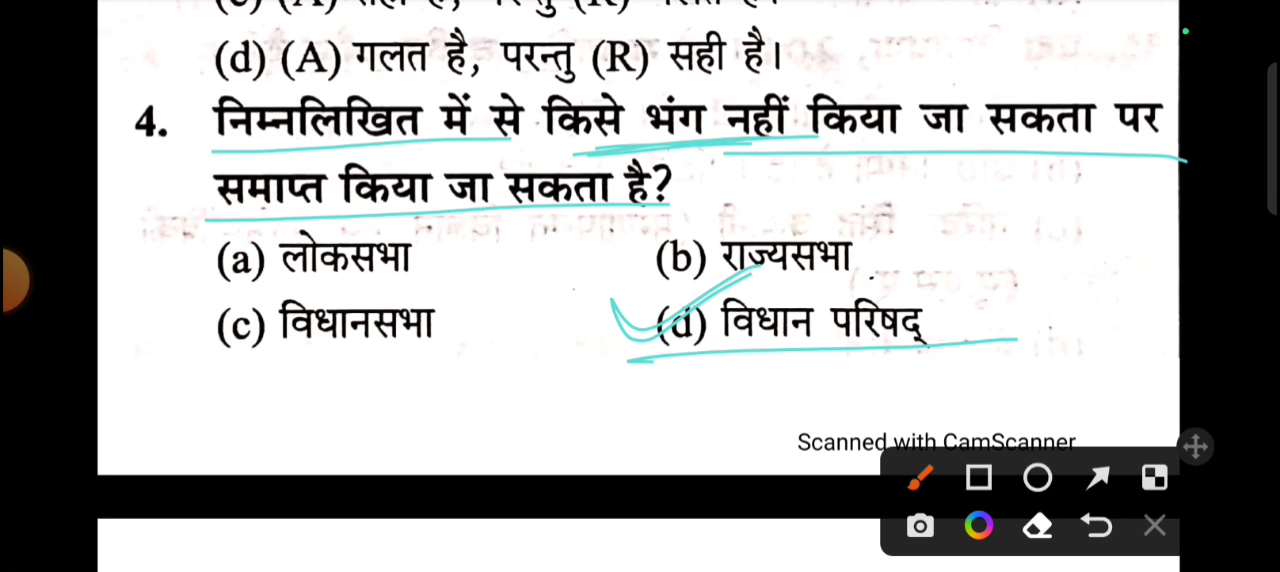 (d) (A) गलत है, परन्तु (R) सही है।
4. निम्नलिखित में से किसे भंग नहीं किया जा सकता पर
समाप्त किया जा सकता है?
(a) लोकसभा (b) राज्यसभा
(c) विधानसभा (d) विधान परिषद्
Scanned with CamScanner